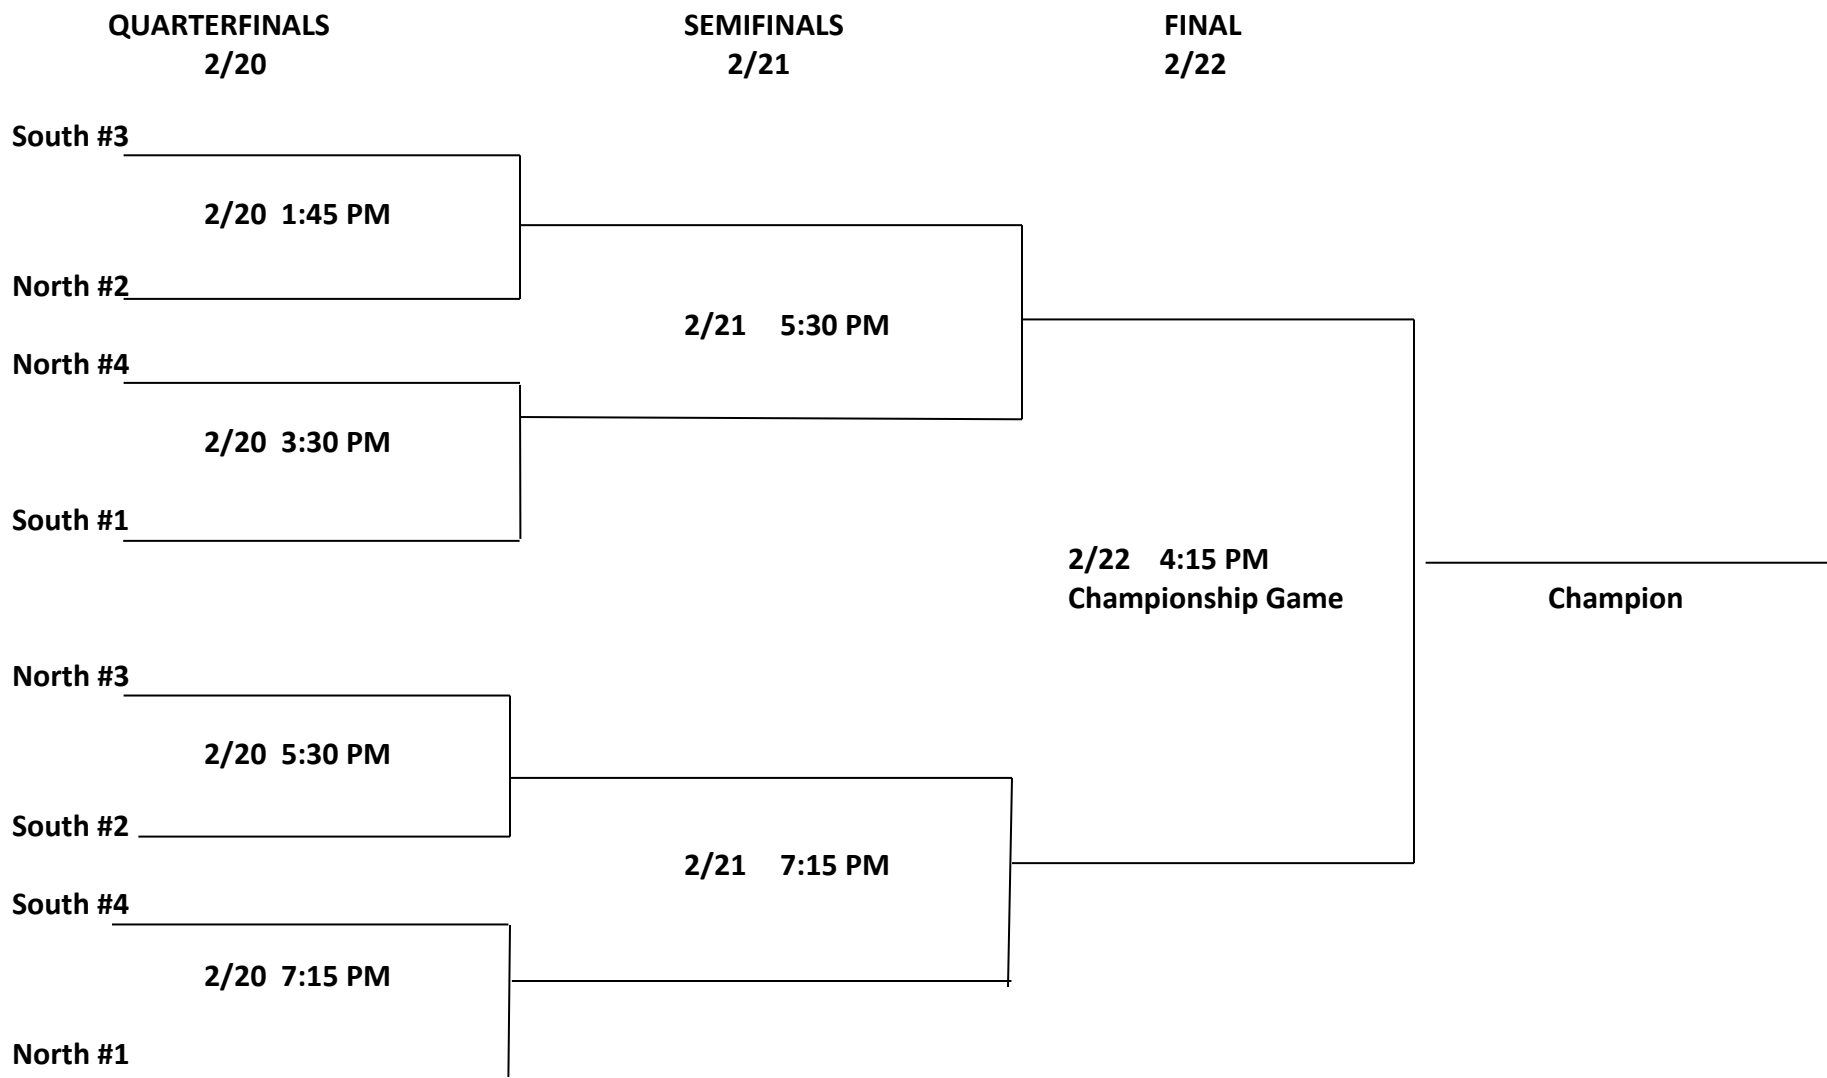 QUARTERFINALS SEMIFINALS FINAL
2/20 2/21 2/22
South #3
2/20 1:45 PM
North #2
2/21 5:30 PM
North #4
2/20 3:30 PM
South #1
2/22 4:15 PM
Championship Game Champion
North #3
2/20 5:30 PM
South #2
2/21 7:15 PM
South #4
2/20 7:15 PM
North #1